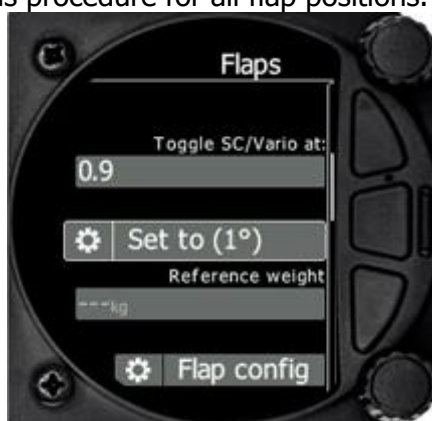 s procedure for all flap positions.
Flaps
Toggle SC/Vario at:
0.9
Set to (1°)
Reference weight
---kg
Flap config